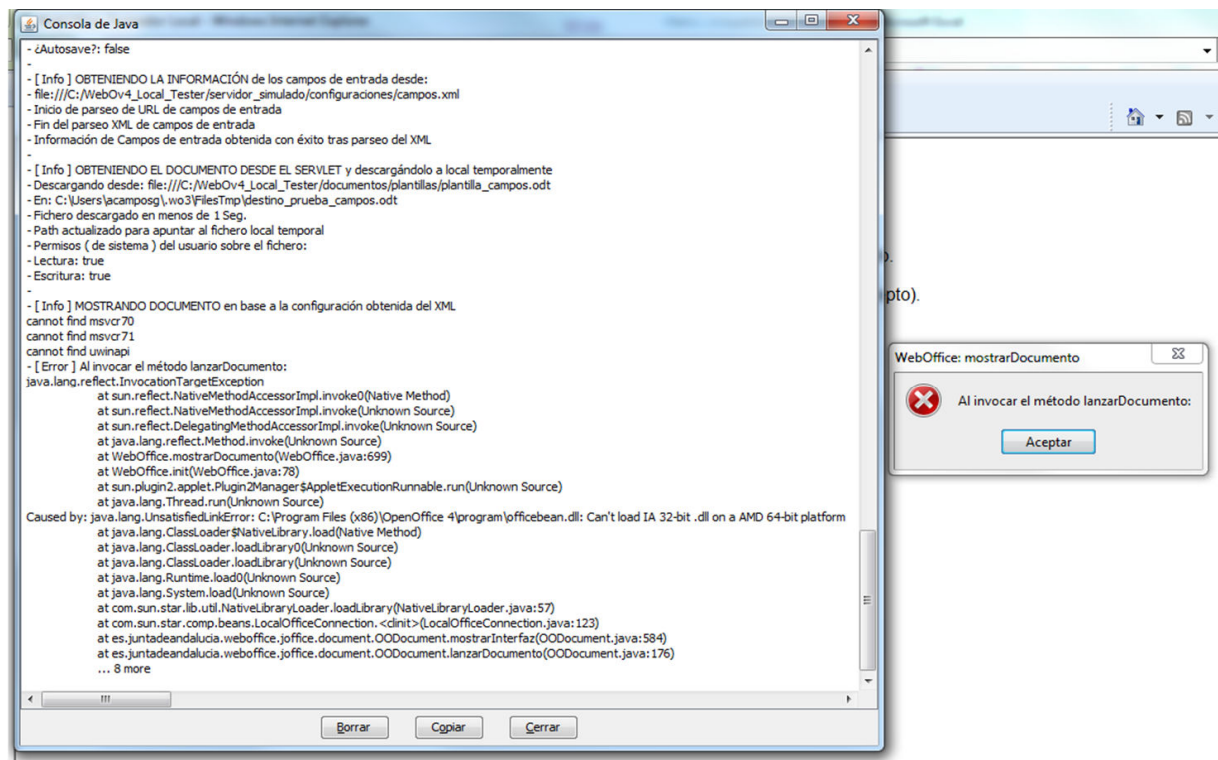 Consola de Java
- ¿Autosave?: false
-
- [ Info ] OBTENIENDO LA INFORMACIÓN de los campos de entrada desde:
- file:///C:/WebOv4_Local_Tester/servidor_simulado/configuraciones/campos.xml
- Inicio de parseo de URL de campos de entrada
- Fin del parseo XML de campos de entrada
- Información de Campos de entrada obtenida con éxito tras parseo del XML
-
- [ Info ] OBTENIENDO EL DOCUMENTO DESDE EL SERVLET y descargándolo a local temporalmente
- Descargando desde: file:///C:/WebOv4_Local_Tester/documentos/plantillas/plantilla_campos.odt
- En: C:\Users\acamposg\.wo3\FilesTmp\destino_prueba_campos.odt
- Fichero descargado en menos de 1 Seg.
- Path actualizado para apuntar al fichero local temporal
- Permisos ( de sistema ) del usuario sobre el fichero:
- Lectura: true
- Escritura: true
-
- [ Info ] MOSTRANDO DOCUMENTO en base a la configuración obtenida del XML
cannot find msvcr70
cannot find msvcr71
cannot find uwinapi
- [ Error ] Al invocar el método lanzarDocumento:
java.lang.reflect.InvocationTargetException
at sun.reflect.NativeMethodAccessorImpl.invoke0(Native Method)
at sun.reflect.NativeMethodAccessorImpl.invoke(Unknown Source)
at sun.reflect.DelegatingMethodAccessorImpl.invoke(Unknown Source)
at java.lang.reflect.Method.invoke(Unknown Source)
at WebOffice.mostrarDocumento(WebOffice.java:699)
at WebOffice.init(WebOffice.java:78)
at sun.plugin2.applet.Plugin2Manager$AppletExecutionRunnable.run(Unknown Source)
at java.lang.Thread.run(Unknown Source)
Caused by: java.lang.UnsatisfiedLinkError: C:\Program Files (x86)\OpenOffice 4\program\officebean.dll: Can't load IA 32-bit .dll on a AMD 64-bit platform
at java.lang.ClassLoader$NativeLibrary.load(Native Method)
at java.lang.ClassLoader.loadLibrary0(Unknown Source)
at java.lang.ClassLoader.loadLibrary(Unknown Source)
at java.lang.Runtime.load0(Unknown Source)
at java.lang.System.load(Unknown Source)
at com.sun.star.lib.util.NativeLibraryLoader.loadLibrary(NativeLibraryLoader.java:57)
at com.sun.star.comp.beans.LocalOfficeConnection.<clinit>(LocalOfficeConnection.java:123)
at es.juntadeandalucia.weboffice.joffice.document.OODocument.mostrarInterfaz(OODocument.java:584)
at es.juntadeandalucia.weboffice.joffice.document.OODocument.lanzarDocumento(OODocument.java:176)
... 8 more
Borrar Copiar Cerrar
pto).
WebOffice: mostrarDocumento
Al invocar el método lanzarDocumento:
Aceptar